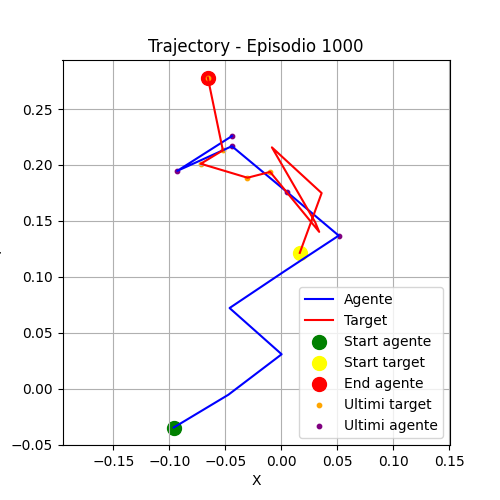 Trajectory - Episodio 1000
0.25
0.20
0.15
0.10
0.05
0.00
−0.05
−0.15 −0.10 −0.05 0.00 0.05 0.10 0.15
X
Agente
Target
Start agente
Start target
End agente
Ultimi target
Ultimi agente